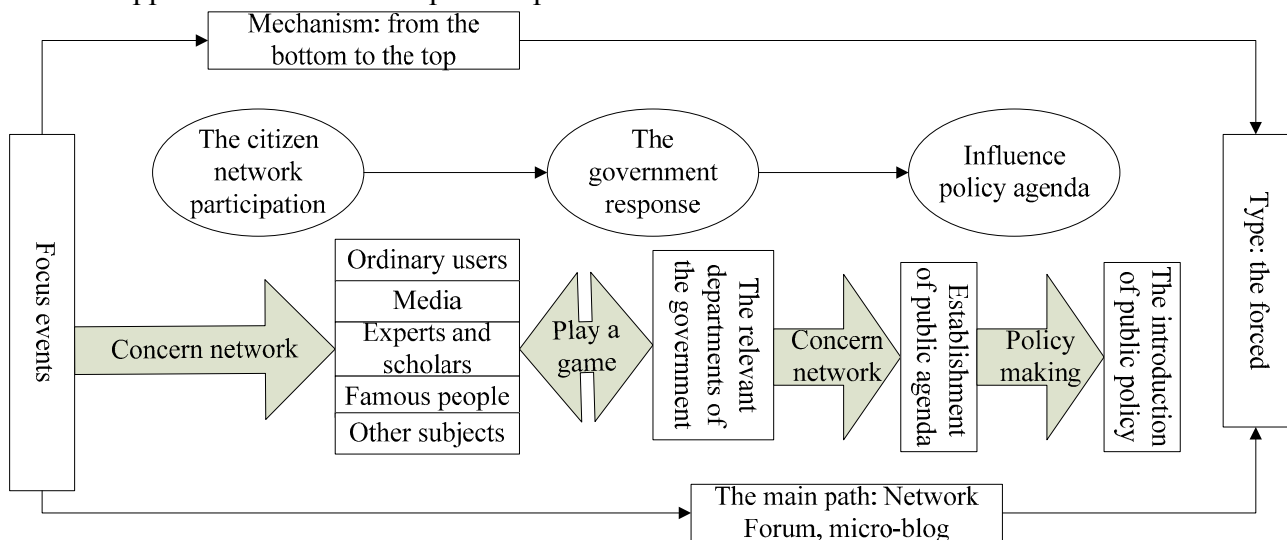 Mechanism: from the
bottom to the top
The citizen
network
participation
The
government
response
Influence
policy agenda
Focus events
Concern network
Ordinary users
Media
Experts and
scholars
Famous people
Other subjects
Play a
game
The relevant
departments of
the government
Concern
network
Establishment
of public agenda
Policy
making
The introduction
of public policy
Type: the forced
The main path: Network
Forum, micro-blog